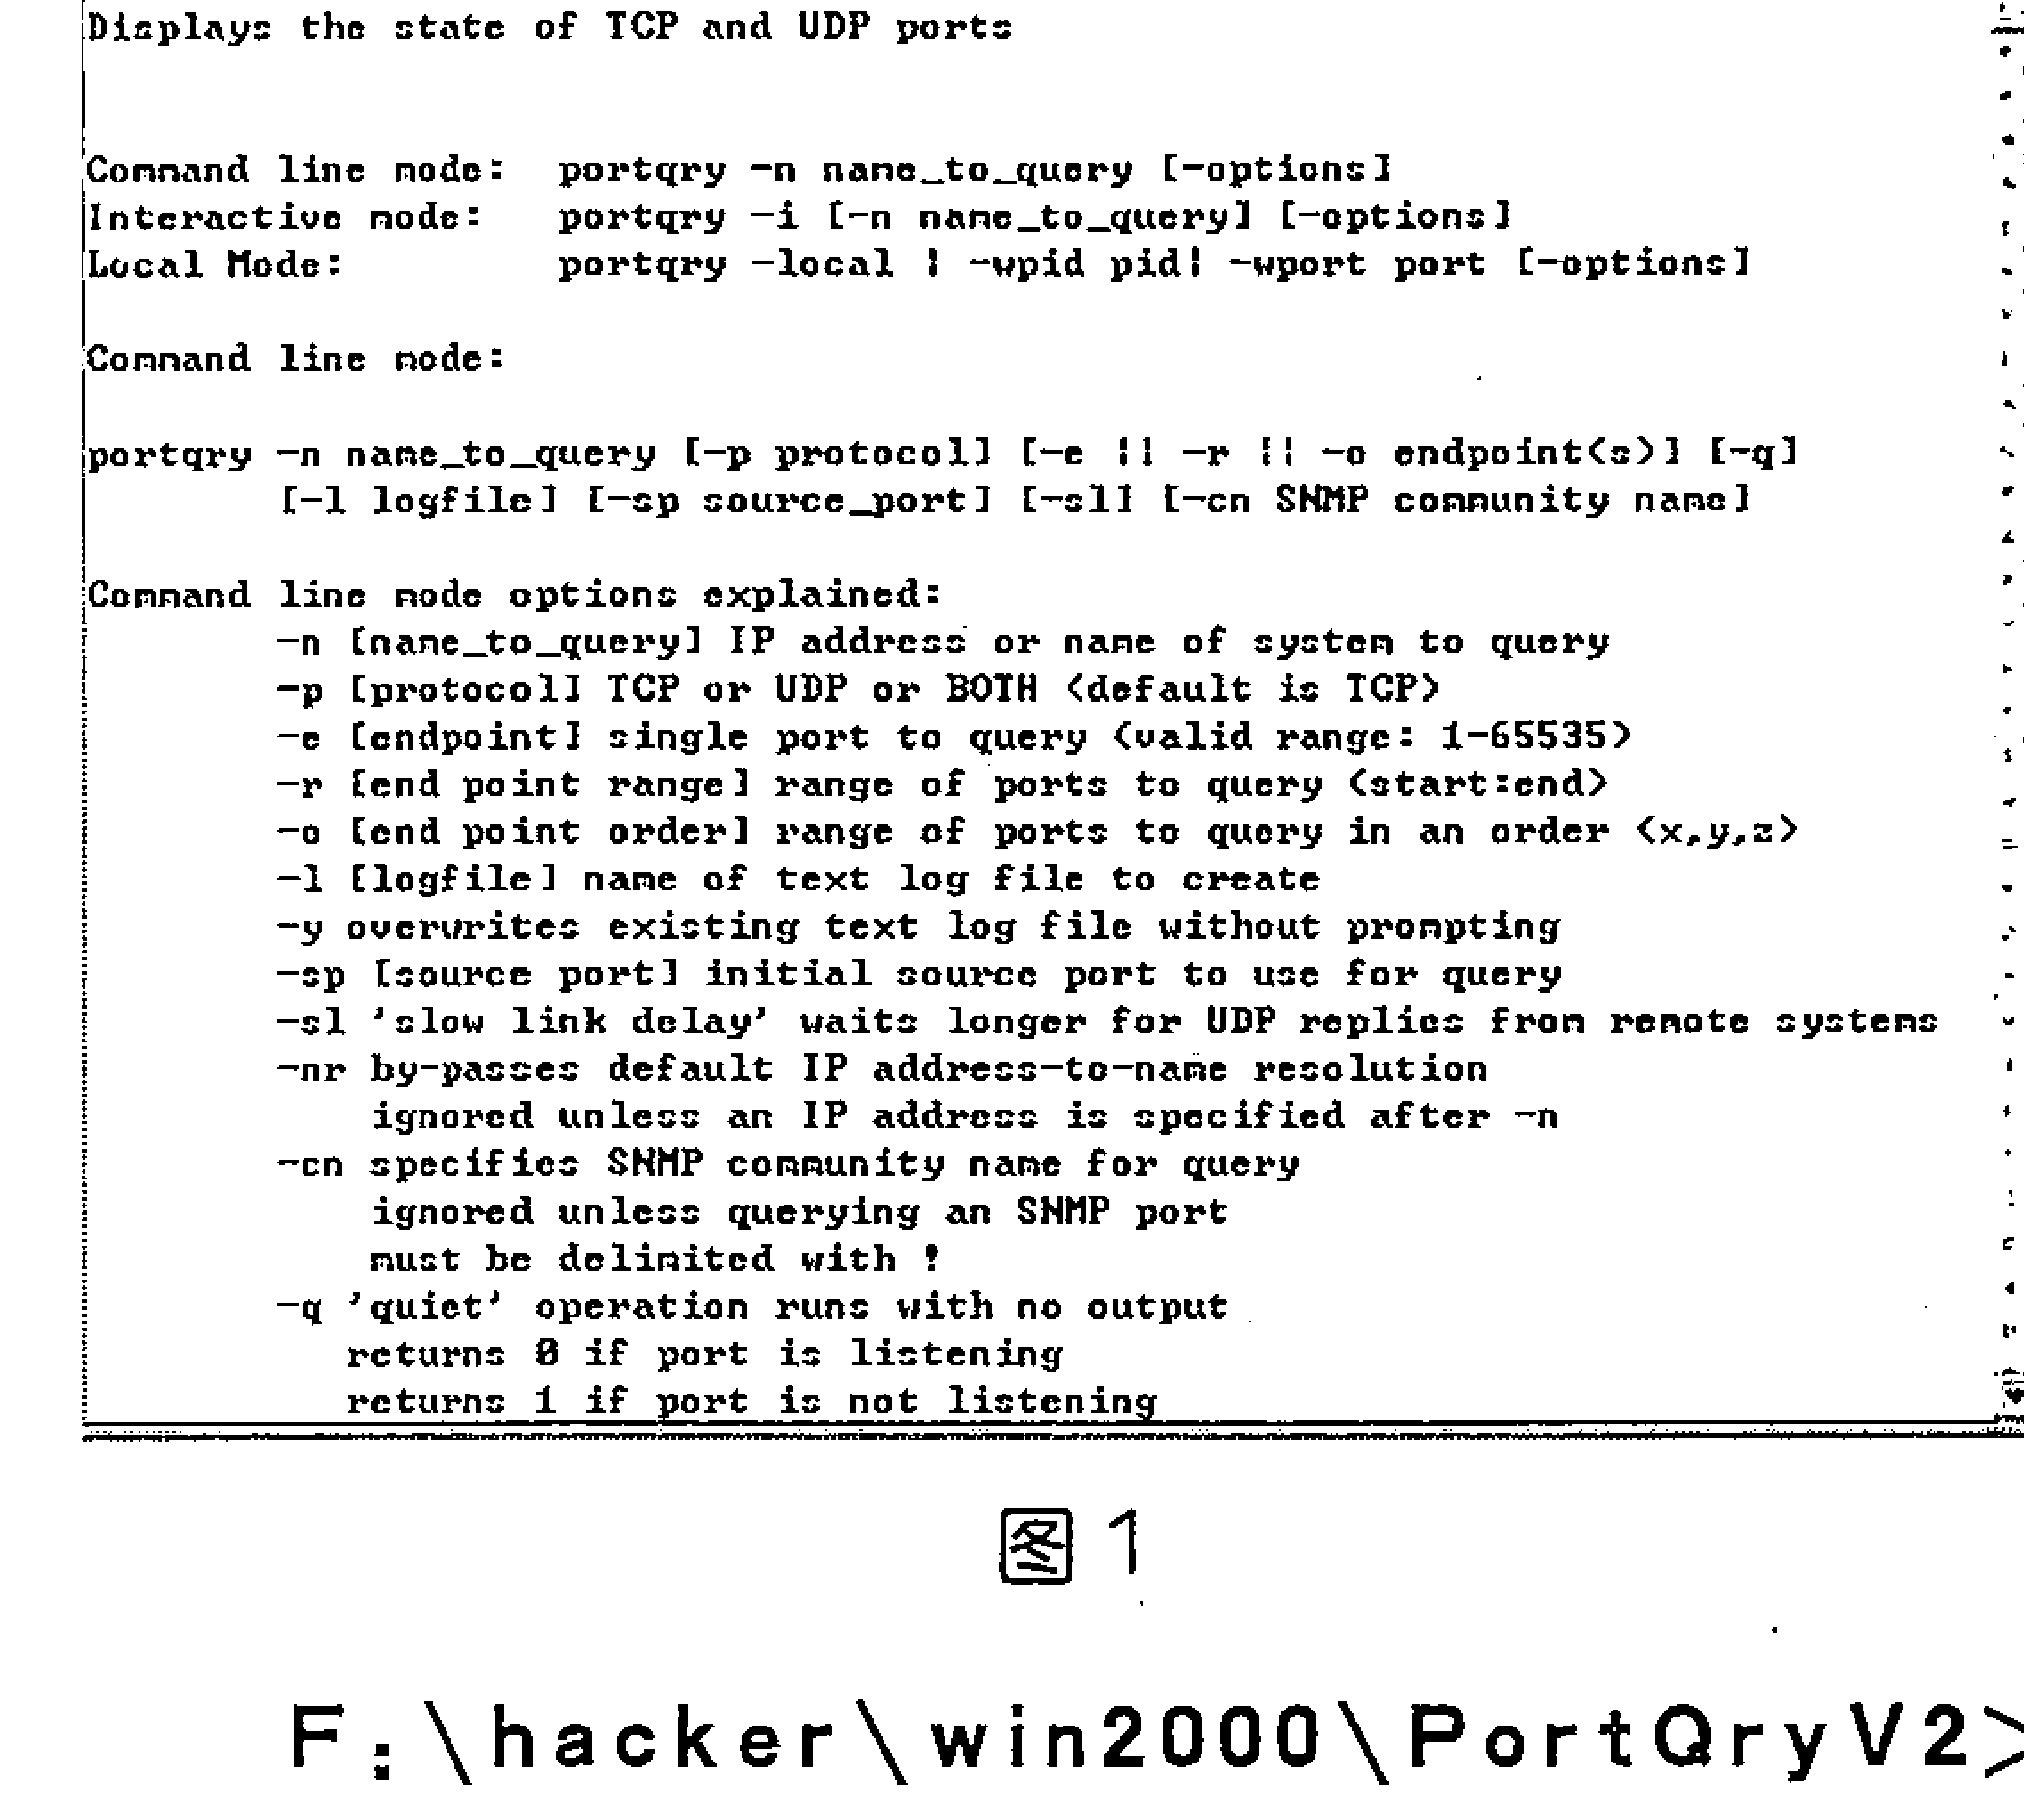 Displays the state of TCP and UDP ports
Command line mode:  portqry -n name_to_query [-options]
Interactive mode:   portqry -i [-n name_to_query] [-options]
Local Mode:         portqry -local | -wpid pid| -wport port [-options]
Command line mode:
portqry -n name_to_query [-p protocol] [-e || -r || -o endpoint(s)] [-q]
        [-l logfile] [-sp source_port] [-sl] [-cn SNMP community name]
Command line mode options explained:
        -n [name_to_query] IP address or name of system to query
        -p [protocol] TCP or UDP or BOTH (default is TCP)
        -e [endpoint] single port to query (valid range: 1-65535)
        -r [end point range] range of ports to query (start:end)
        -o [end point order] range of ports to query in an order (x,y,z)
        -l [logfile] name of text log file to create
        -y overwrites existing text log file without prompting
        -sp [source port] initial source port to use for query
        -sl 'slow link delay' waits longer for UDP replies from remote systems
        -nr by-passes default IP address-to-name resolution
            ignored unless an IP address is specified after -n
        -cn specifies SNMP community name for query
            ignored unless querying an SNMP port
            must be delimited with !
        -q 'quiet' operation runs with no output
           returns 0 if port is listening
           returns 1 if port is not listening
图1
F:\hacker\win2000\PortQryV2>